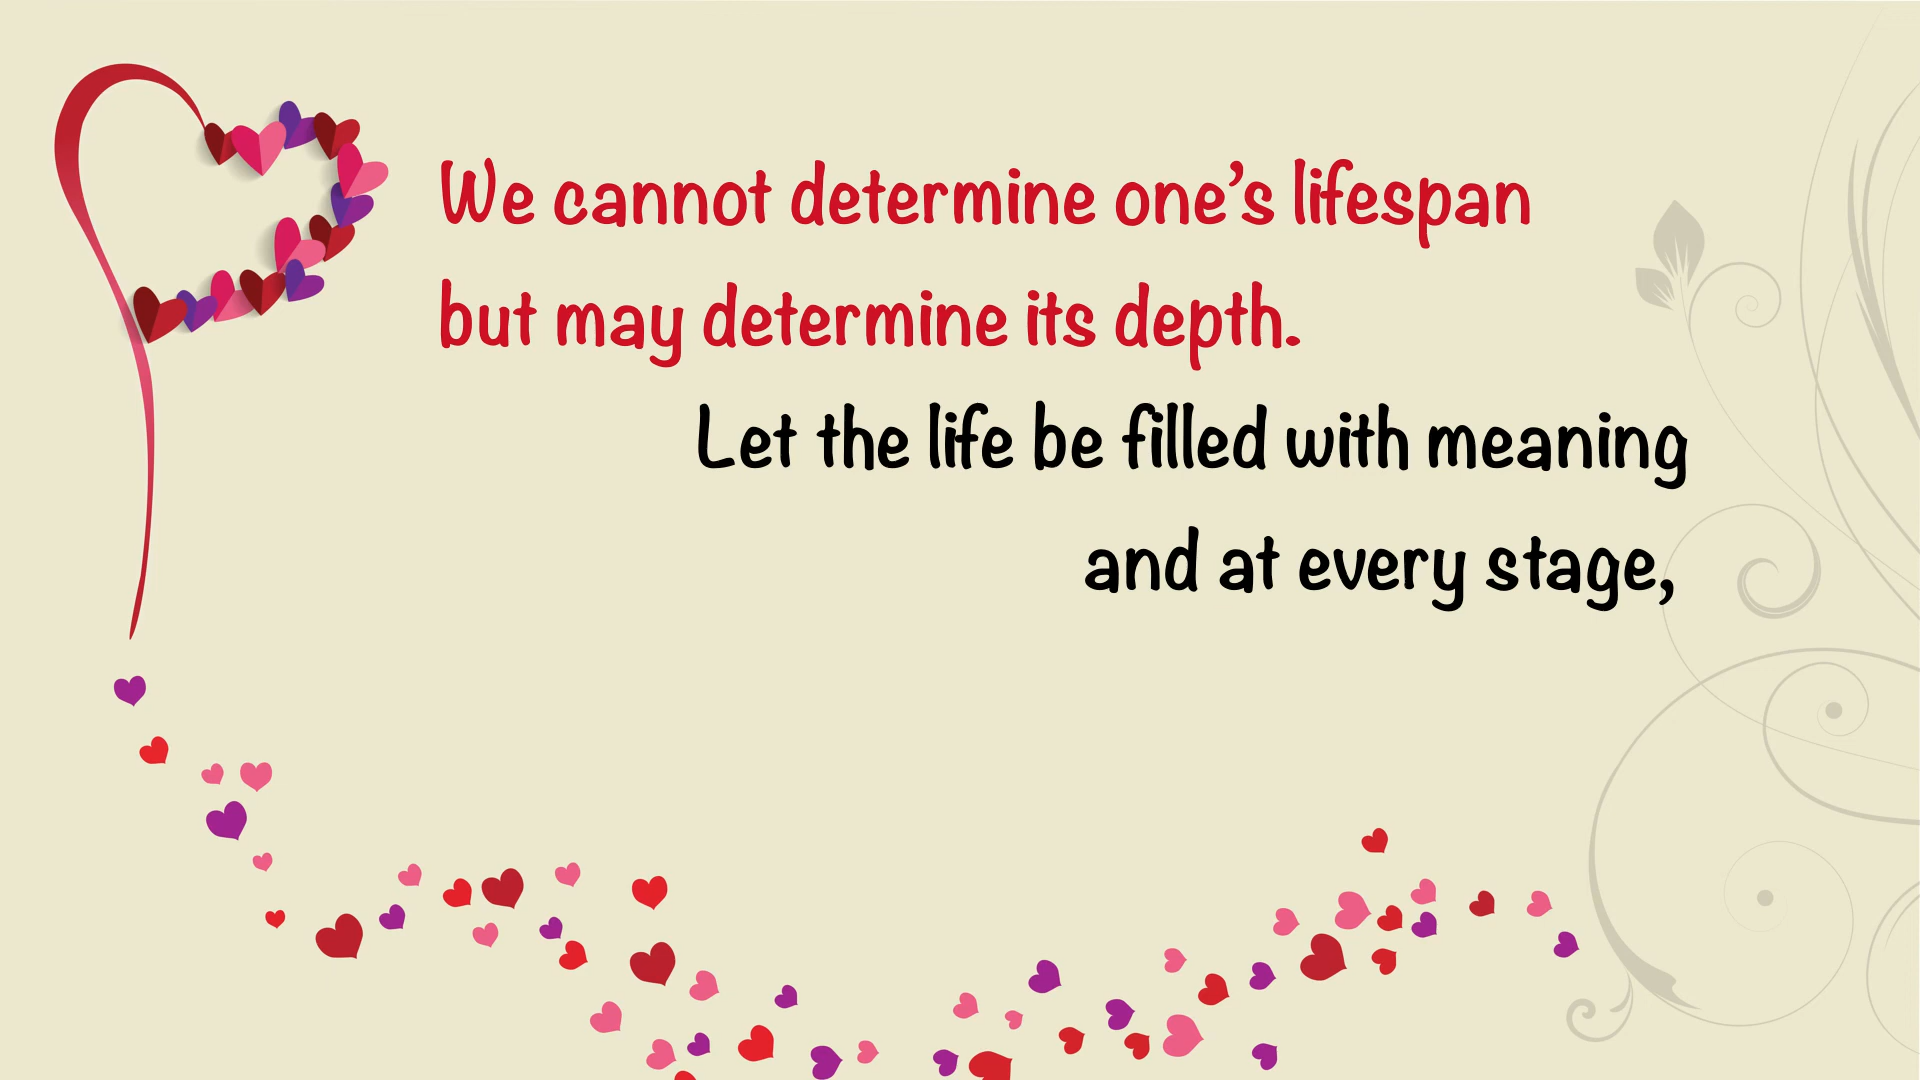 We cannot determine one’s lifespan
but may determine its depth.
Let the life be filled with meaning
and at every stage,